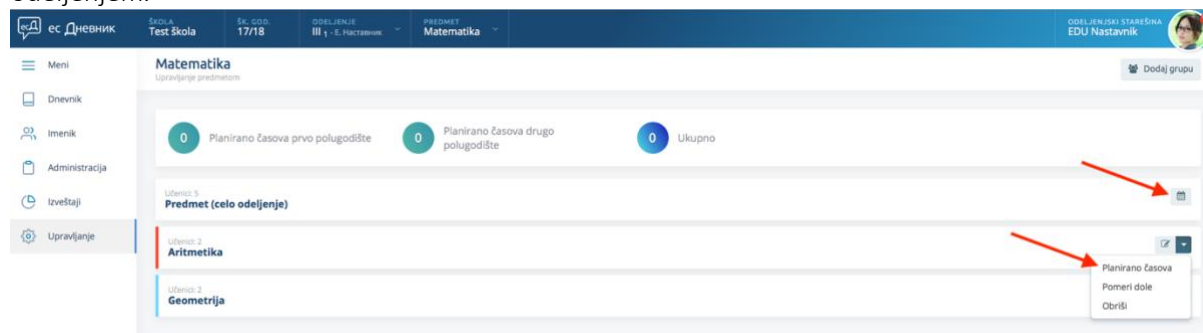 odeljenjem.
есД ес Дневник
ŠKOLA
Test škola
ŠK. GOD.
17/18
ODELJENJE
III 1 - Е. Наставник
PREDMET
Matematika
ODELJENJSKI STAREŠINA
EDU Nastavnik
Meni
Dnevnik
Imenik
Administracija
Izveštaji
Upravljanje
Matematika
Upravljanje predmetom
Dodaj grupu
0 Planirano časova prvo polugodište
0 Planirano časova drugo
polugodište
0 Ukupno
Učenici: 5
Predmet (celo odeljenje)
Učenici: 2
Aritmetika
Planirano časova
Pomeri dole
Obriši
Učenici: 2
Geometrija